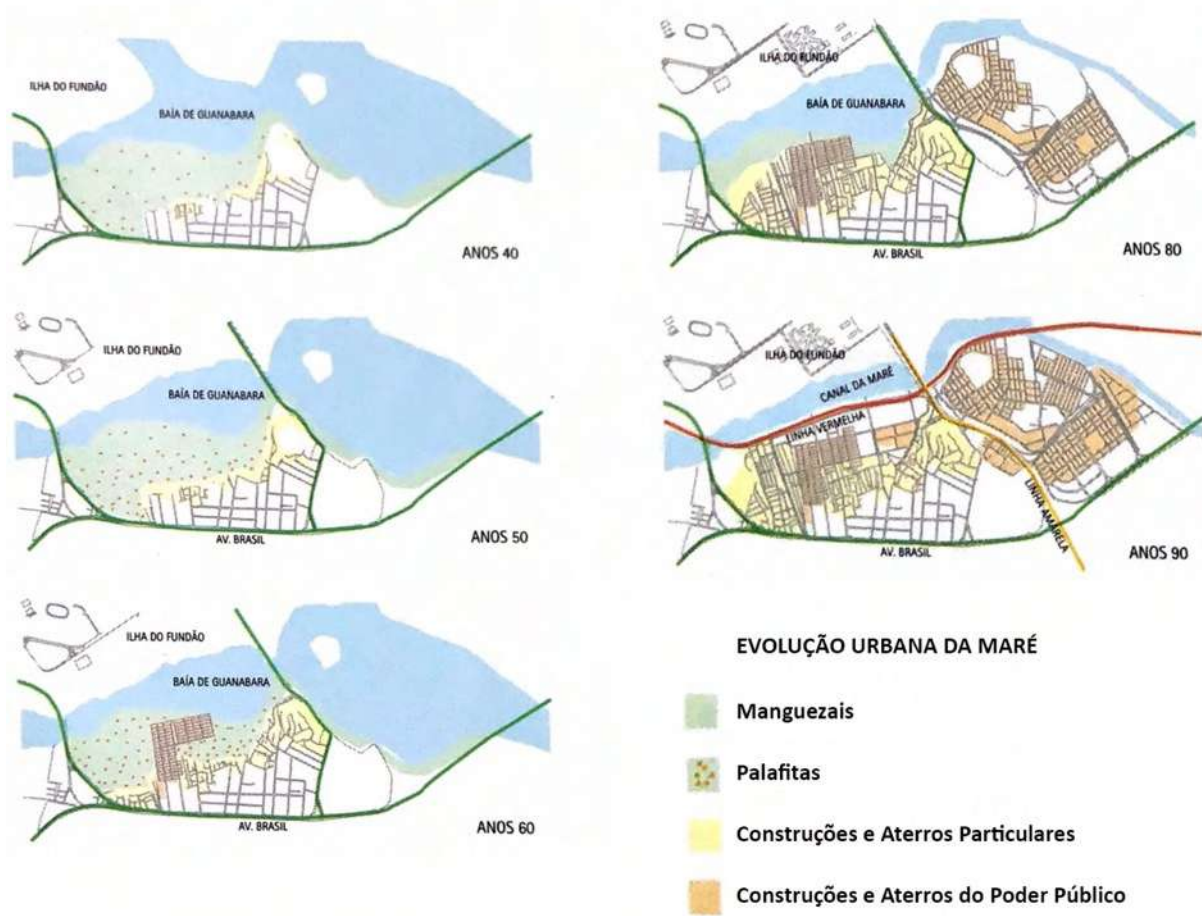 ILHA DO FUNDÃO
BAÍA DE GUANABARA
ANOS 40
ILHA DO FUNDÃO
BAÍA DE GUANABARA
AV. BRASIL
ANOS 50
ILHA DO FUNDÃO
BAÍA DE GUANABARA
AV. BRASIL
ANOS 60
ILHA DO FUNDÃO
BAÍA DE GUANABARA
AV. BRASIL
ANOS 80
ILHA DO FUNDÃO
CANAL DA MARÉ
LINHA VERMELHA
LINHA AMARELA
AV. BRASIL
ANOS 90
EVOLUÇÃO URBANA DA MARÉ
Manguezais
Palafitas
Construções e Aterros Particulares
Construções e Aterros do Poder Público